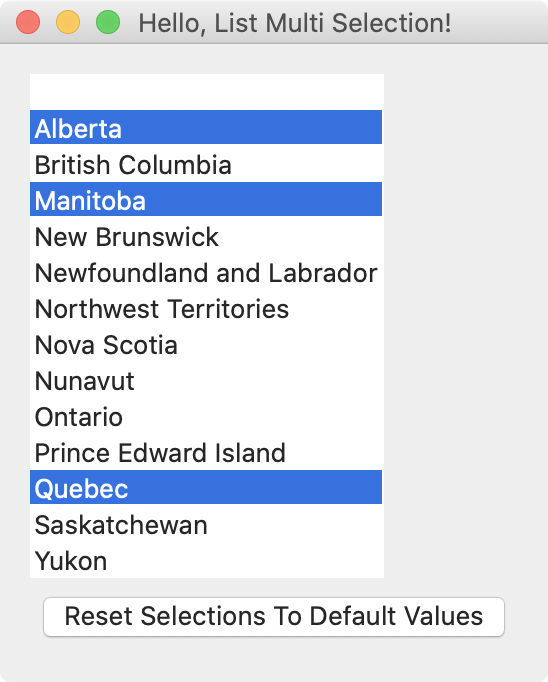 Hello, List Multi Selection!
Alberta
British Columbia
Manitoba
New Brunswick
Newfoundland and Labrador
Northwest Territories
Nova Scotia
Nunavut
Ontario
Prince Edward Island
Quebec
Saskatchewan
Yukon
Reset Selections To Default Values